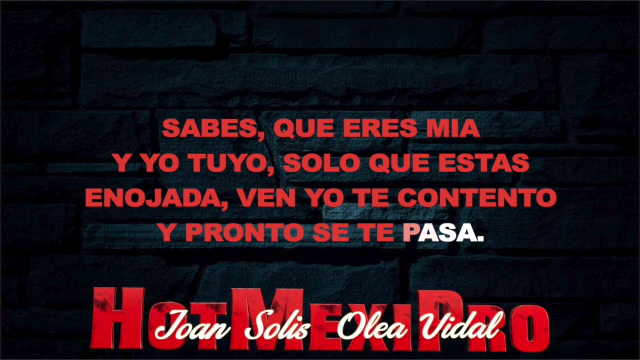 SABES, QUE ERES MIA
Y YO TUYO, SOLO QUE ESTAS
ENOJADA, VEN YO TE CONTENTO
Y PRONTO SE TE PASA.
HOTMEXIPRO
Joan Solis Olea Vidal